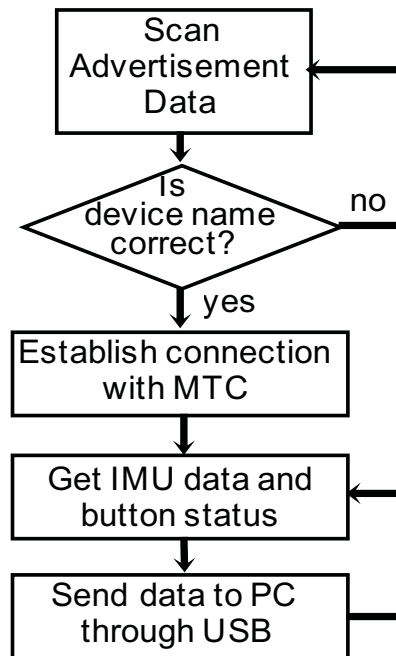 Scan
Advertisement
Data
Is
device name
correct?
no
yes
Establish connection
with MTC
Get IMU data and
button status
Send data to PC
through USB